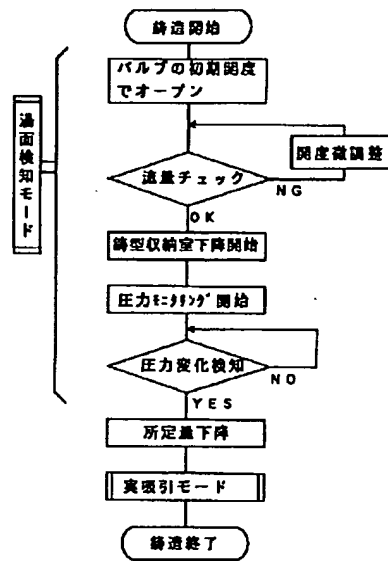 鋳造開始
バルブの初期開度
でオープン
湯面検知モード
開度微調整
流量チェック
NG
OK
鋳型収納室下降開始
圧力モニタリング開始
圧力変化検知
NO
YES
所定量下降
実吸引モード
鋳造終了